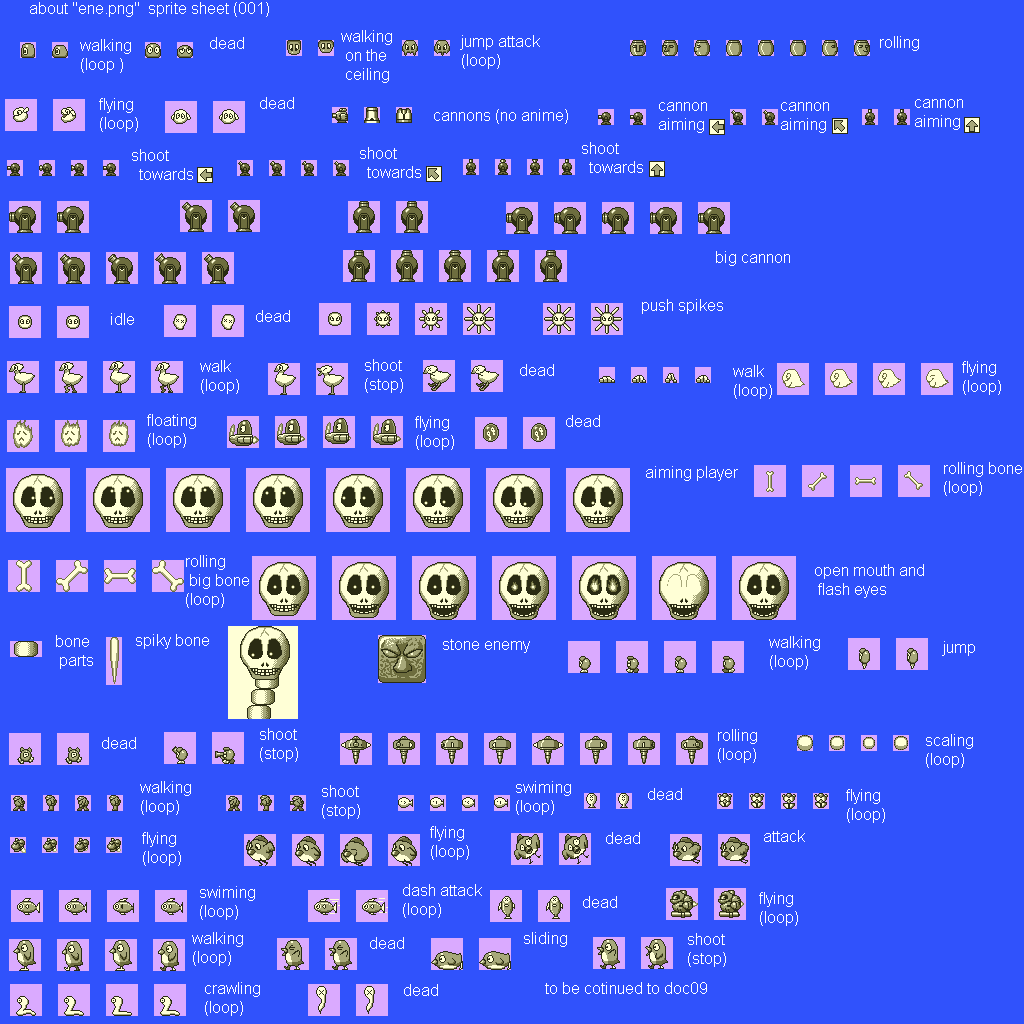 about "ene.png"  sprite sheet (001)
walking
(loop )
dead
walking
on the
ceiling
jump attack
(loop)
rolling
flying
(loop)
dead
cannons (no anime)
cannon
aiming
cannon
aiming
cannon
aiming
shoot
towards
shoot
towards
shoot
towards
big cannon
idle
dead
push spikes
walk
(loop)
shoot
(stop)
dead
walk
(loop)
flying
(loop)
floating
(loop)
flying
(loop)
dead
aiming player
rolling bone
(loop)
rolling
big bone
(loop)
open mouth and
flash eyes
bone
parts
spiky bone
stone enemy
walking
(loop)
jump
dead
shoot
(stop)
rolling
(loop)
scaling
(loop)
walking
(loop)
shoot
(stop)
swiming
(loop)
dead
flying
(loop)
flying
(loop)
flying
(loop)
dead
attack
swiming
(loop)
dash attack
(loop)
dead
flying
(loop)
walking
(loop)
dead
sliding
shoot
(stop)
crawling
(loop)
dead
to be cotinued to doc09